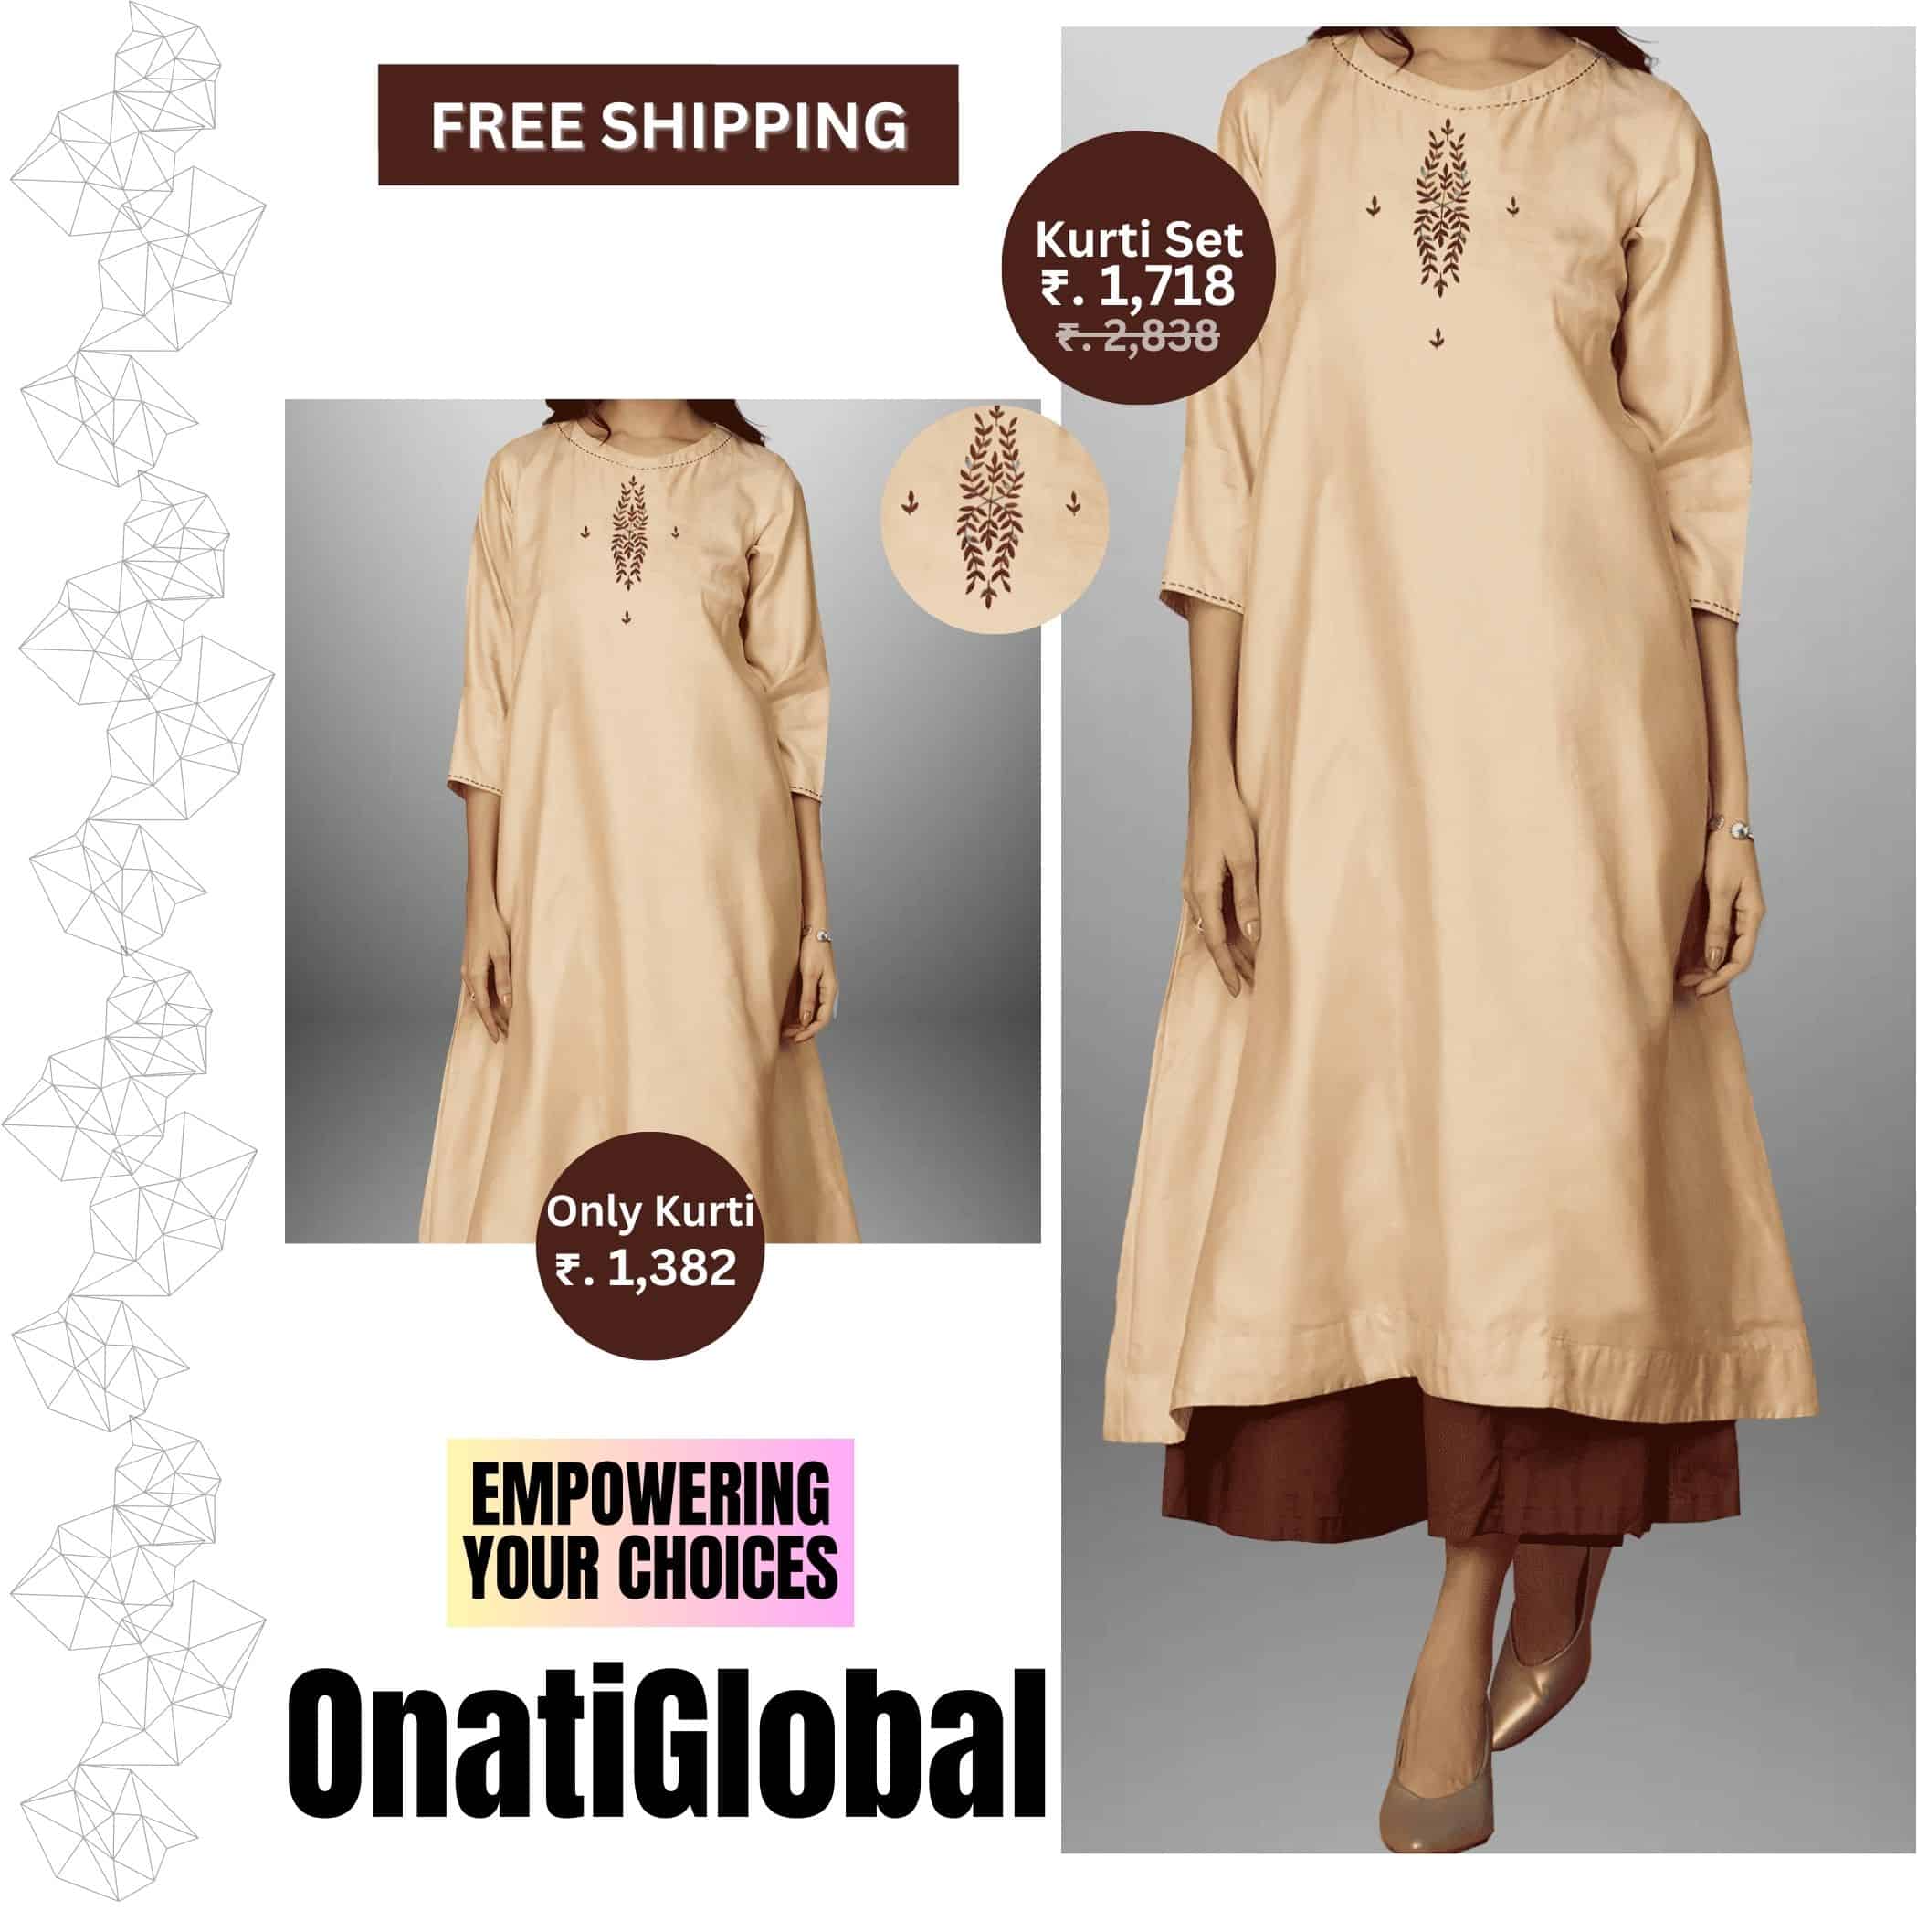 FREE SHIPPING
Kurti Set
₹. 1,718
₹. 2,838
Only Kurti
₹. 1,382
EMPOWERING
YOUR CHOICES
OnatiGlobal